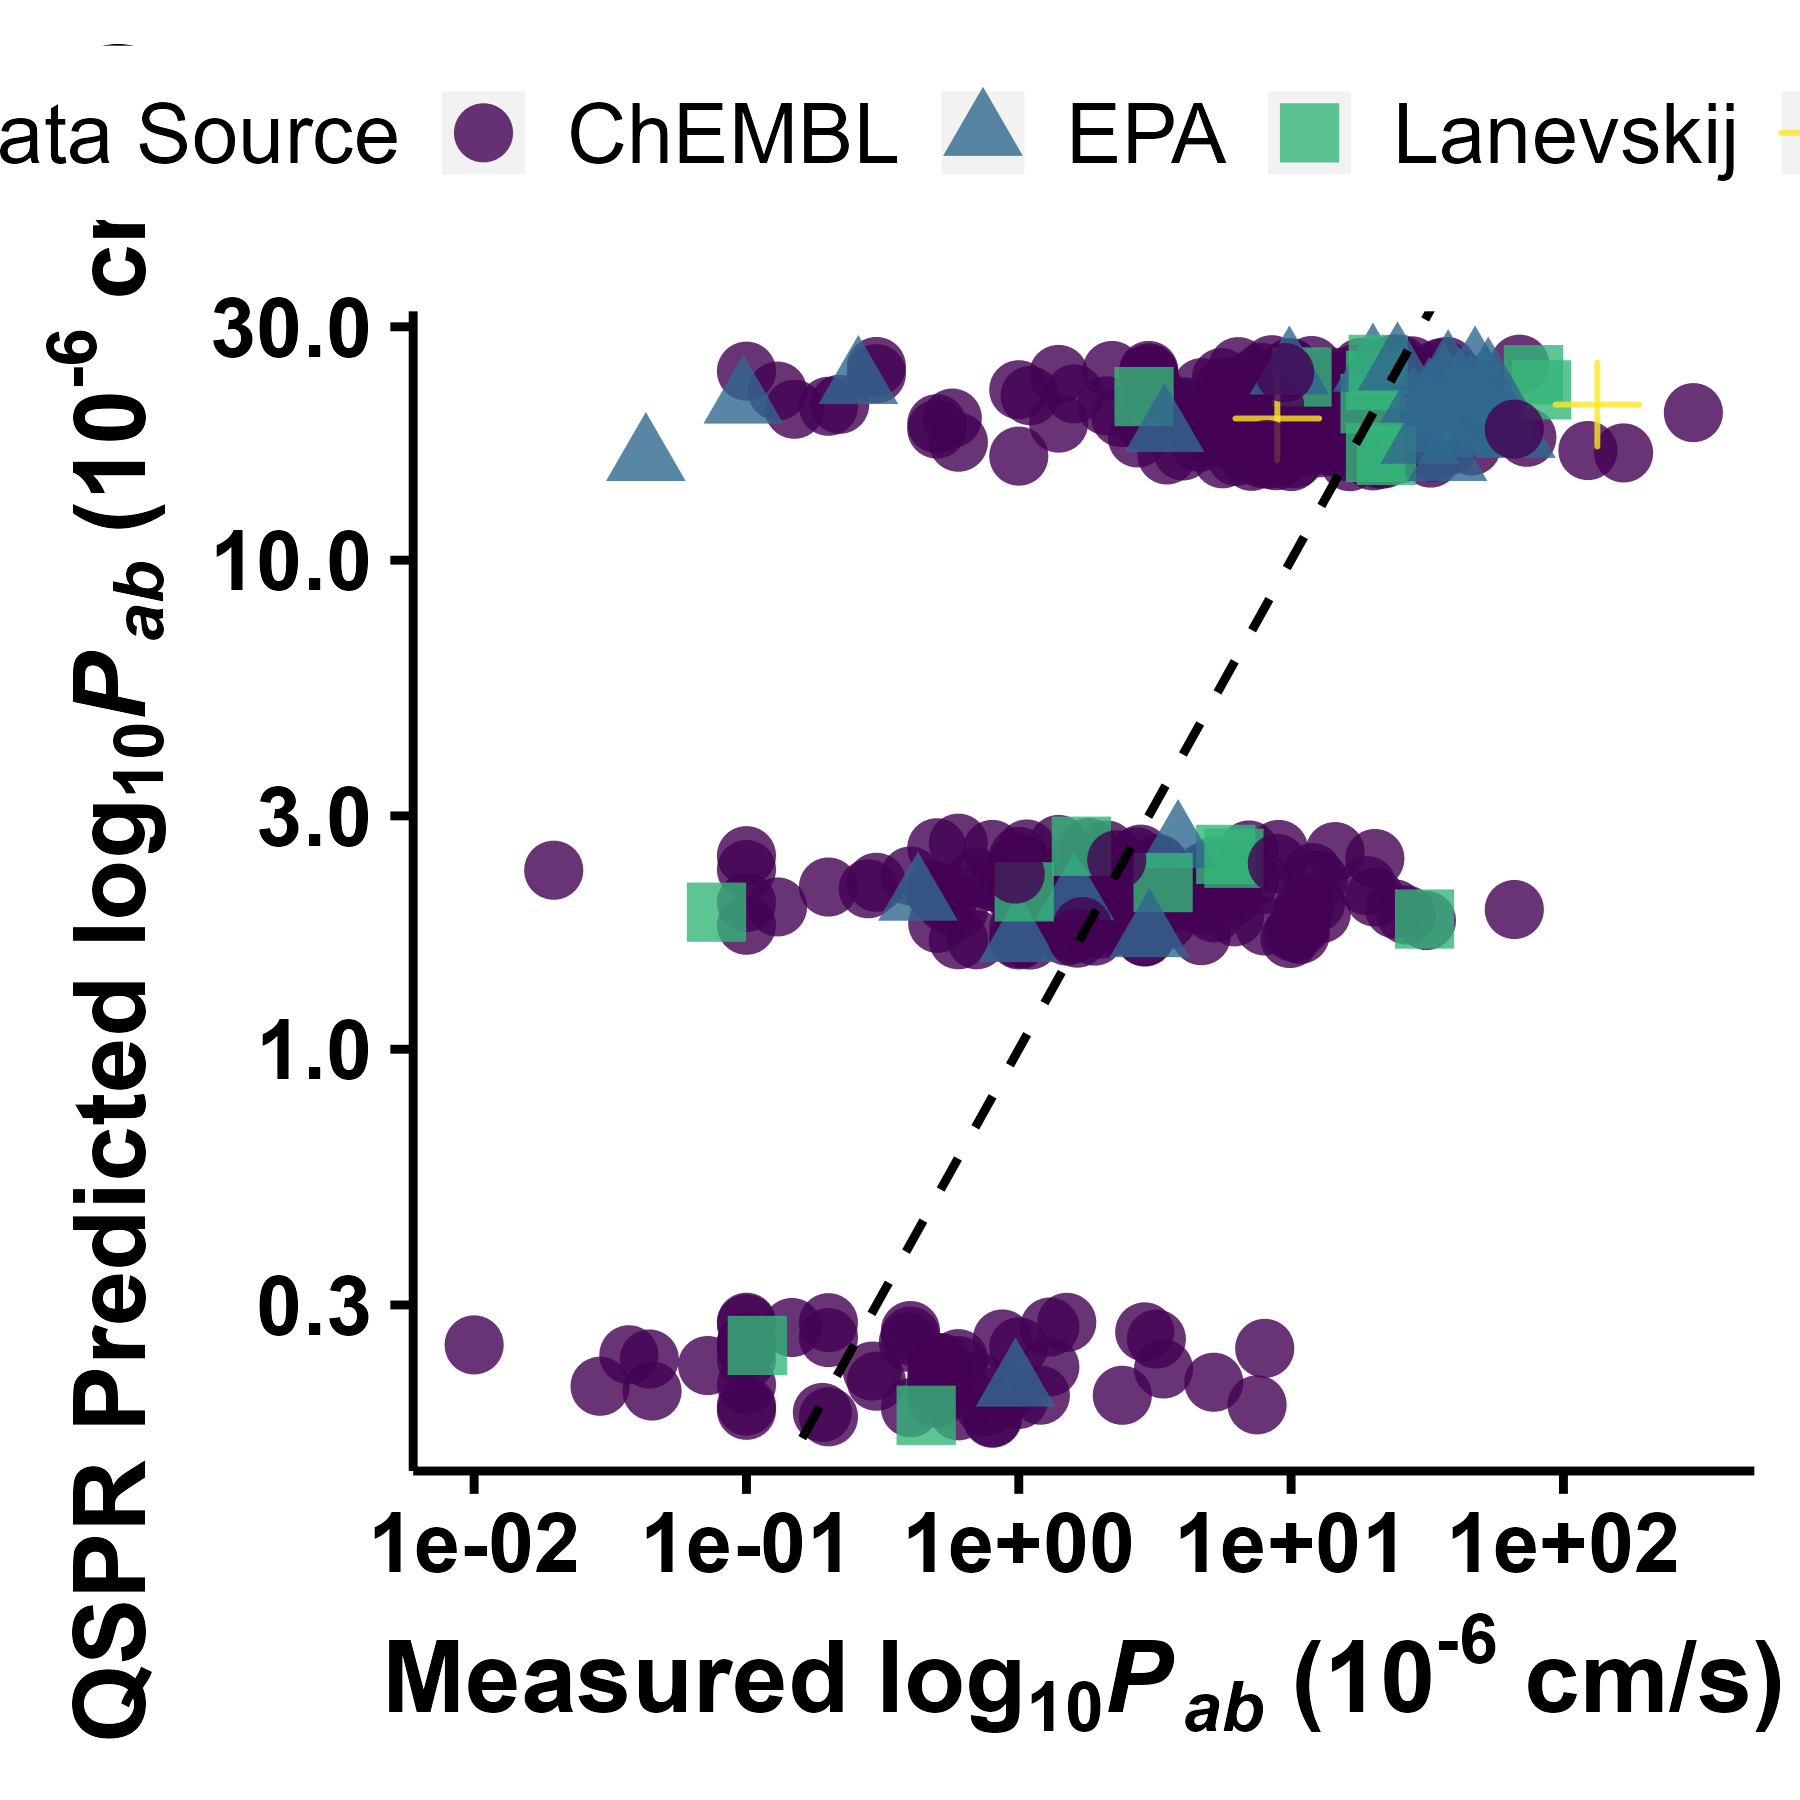 ata Source ChEMBL EPA Lanevskij
QSPR Predicted log10Pab (10-6 c
30.0
10.0
3.0
1.0
0.3
1e-02 1e-01 1e+00 1e+01 1e+02
Measured log10Pab (10-6 cm/s)